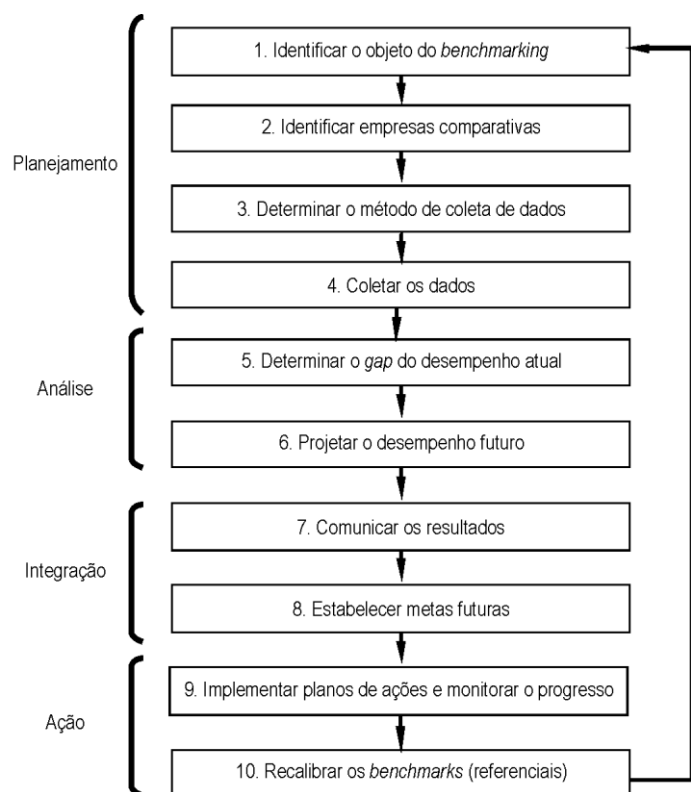 1. Identificar o objeto do benchmarking
2. Identificar empresas comparativas
Planejamento
3. Determinar o método de coleta de dados
4. Coletar os dados
5. Determinar o gap do desempenho atual
Análise
6. Projetar o desempenho futuro
7. Comunicar os resultados
Integração
8. Estabelecer metas futuras
9. Implementar planos de ações e monitorar o progresso
Ação
10. Recalibrar os benchmarks (referenciais)